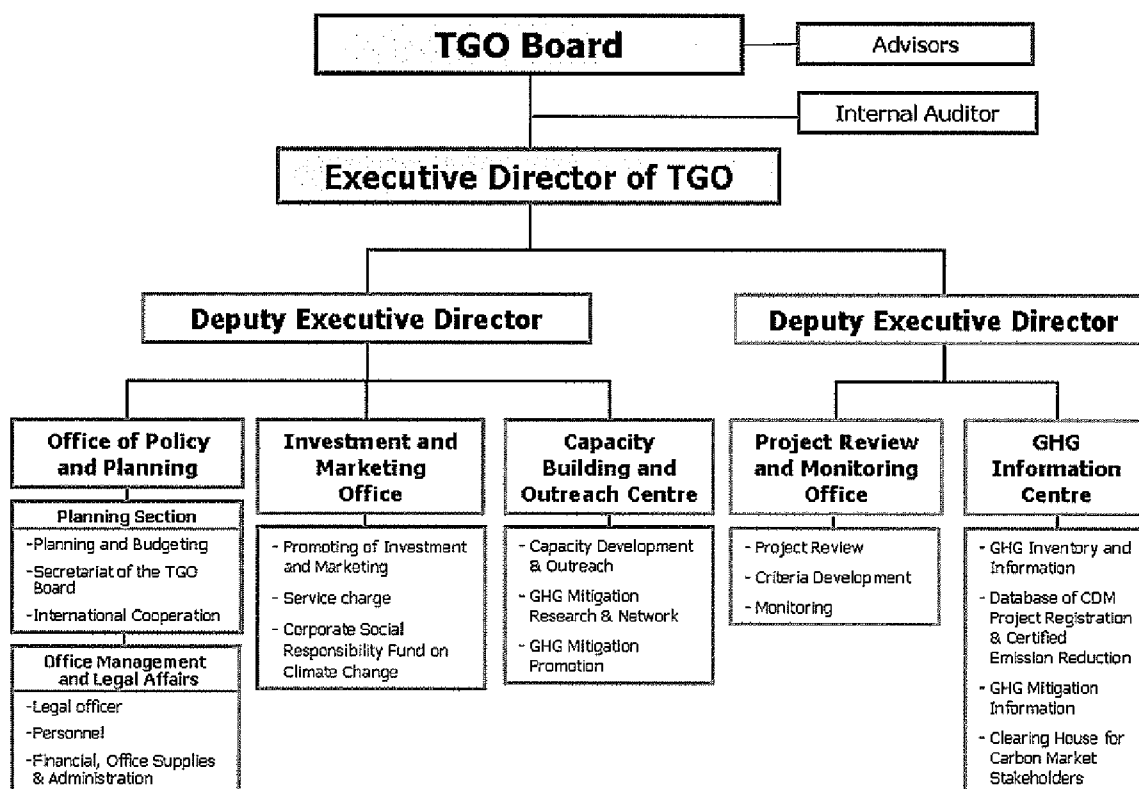 TGO Board
Advisors
Internal Auditor
Executive Director of TGO
Deputy Executive Director
Deputy Executive Director
Office of Policy
and Planning
Planning Section
-Planning and Budgeting
-Secretariat of the TGO
Board
-International Cooperation
Office Management
and Legal Affairs
-Legal officer
-Personnel
-Financial, Office Supplies
& Administration
Investment and
Marketing
Office
- Promoting of Investment
and Marketing
- Service charge
- Corporate Social
Responsibility Fund on
Climate Change
Capacity
Building and
Outreach Centre
- Capacity Development
& Outreach
- GHG Mitigation
Research & Network
- GHG Mitigation
Promotion
Project Review
and Monitoring
Office
- Project Review
- Criteria Development
- Monitoring
GHG
Information
Centre
- GHG Inventory and
Information
- Database of CDM
Project Registration
& Certified
Emission Reduction
- GHG Mitigation
Information
- Clearing House for
Carbon Market
Stakeholders